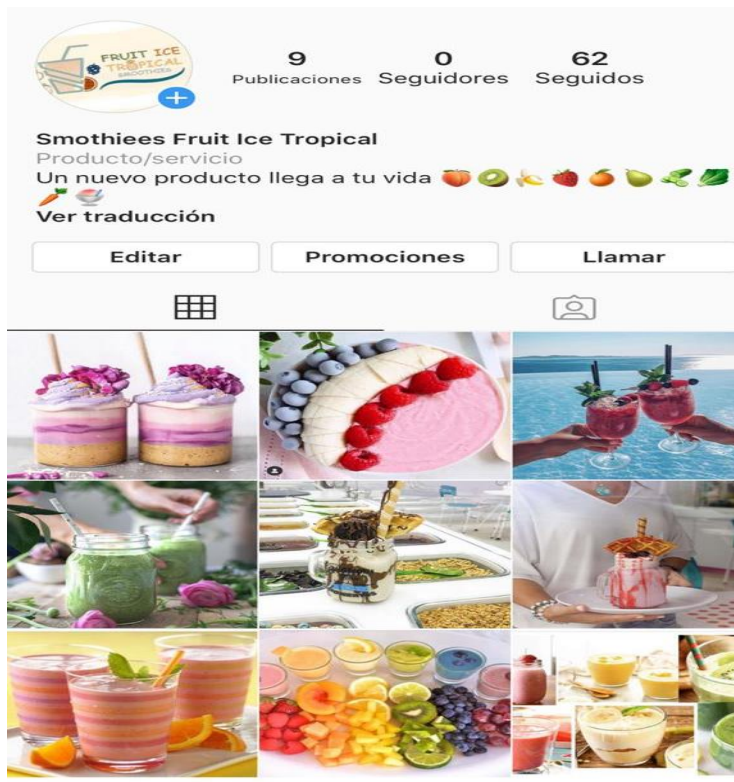 FRUIT ICE
TROPICAL
SMOOTHIES
9 0 62
Publicaciones Seguidores Seguidos
Smothiees Fruit Ice Tropical
Producto/servicio
Un nuevo producto llega a tu vida 🍑 🥝 🍌 🍓 🍊 🍐 🥒 🥬
🥕 🍧
Ver traducción
Editar Promociones Llamar